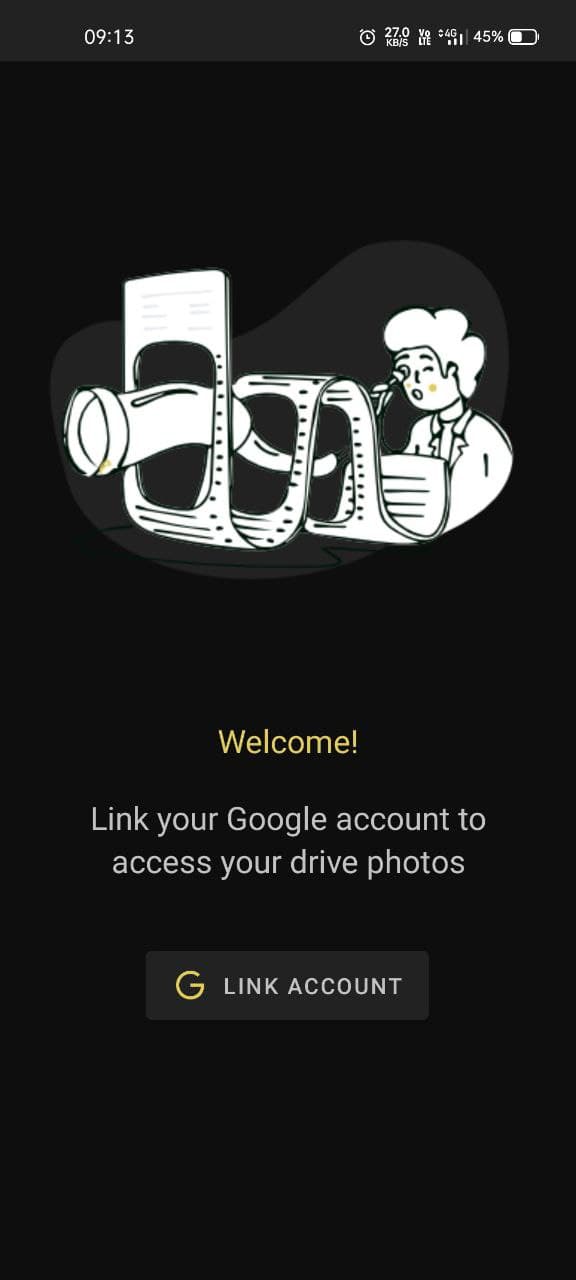 09:13
27.0 KB/S
Vo LTE
4G
45%
Welcome!
Link your Google account to
access your drive photos
G LINK ACCOUNT